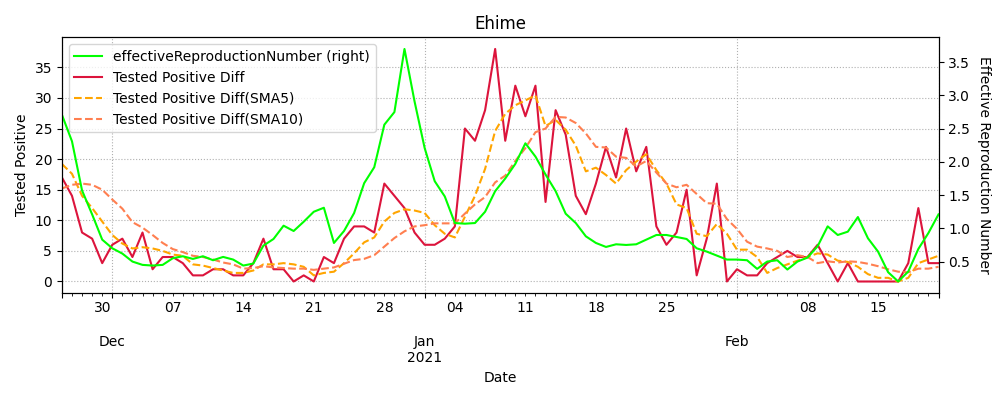 Ehime
effectiveReproductionNumber (right)
Tested Positive Diff
Tested Positive Diff(SMA5)
Tested Positive Diff(SMA10)
Tested Positive
35
30
25
20
15
10
5
0
3.5
3.0
2.5
2.0
1.5
1.0
0.5
Effective Reproduction Number
30 07 14 21 28 04 11 18 25 08 15
Dec Jan Feb
2021
Date